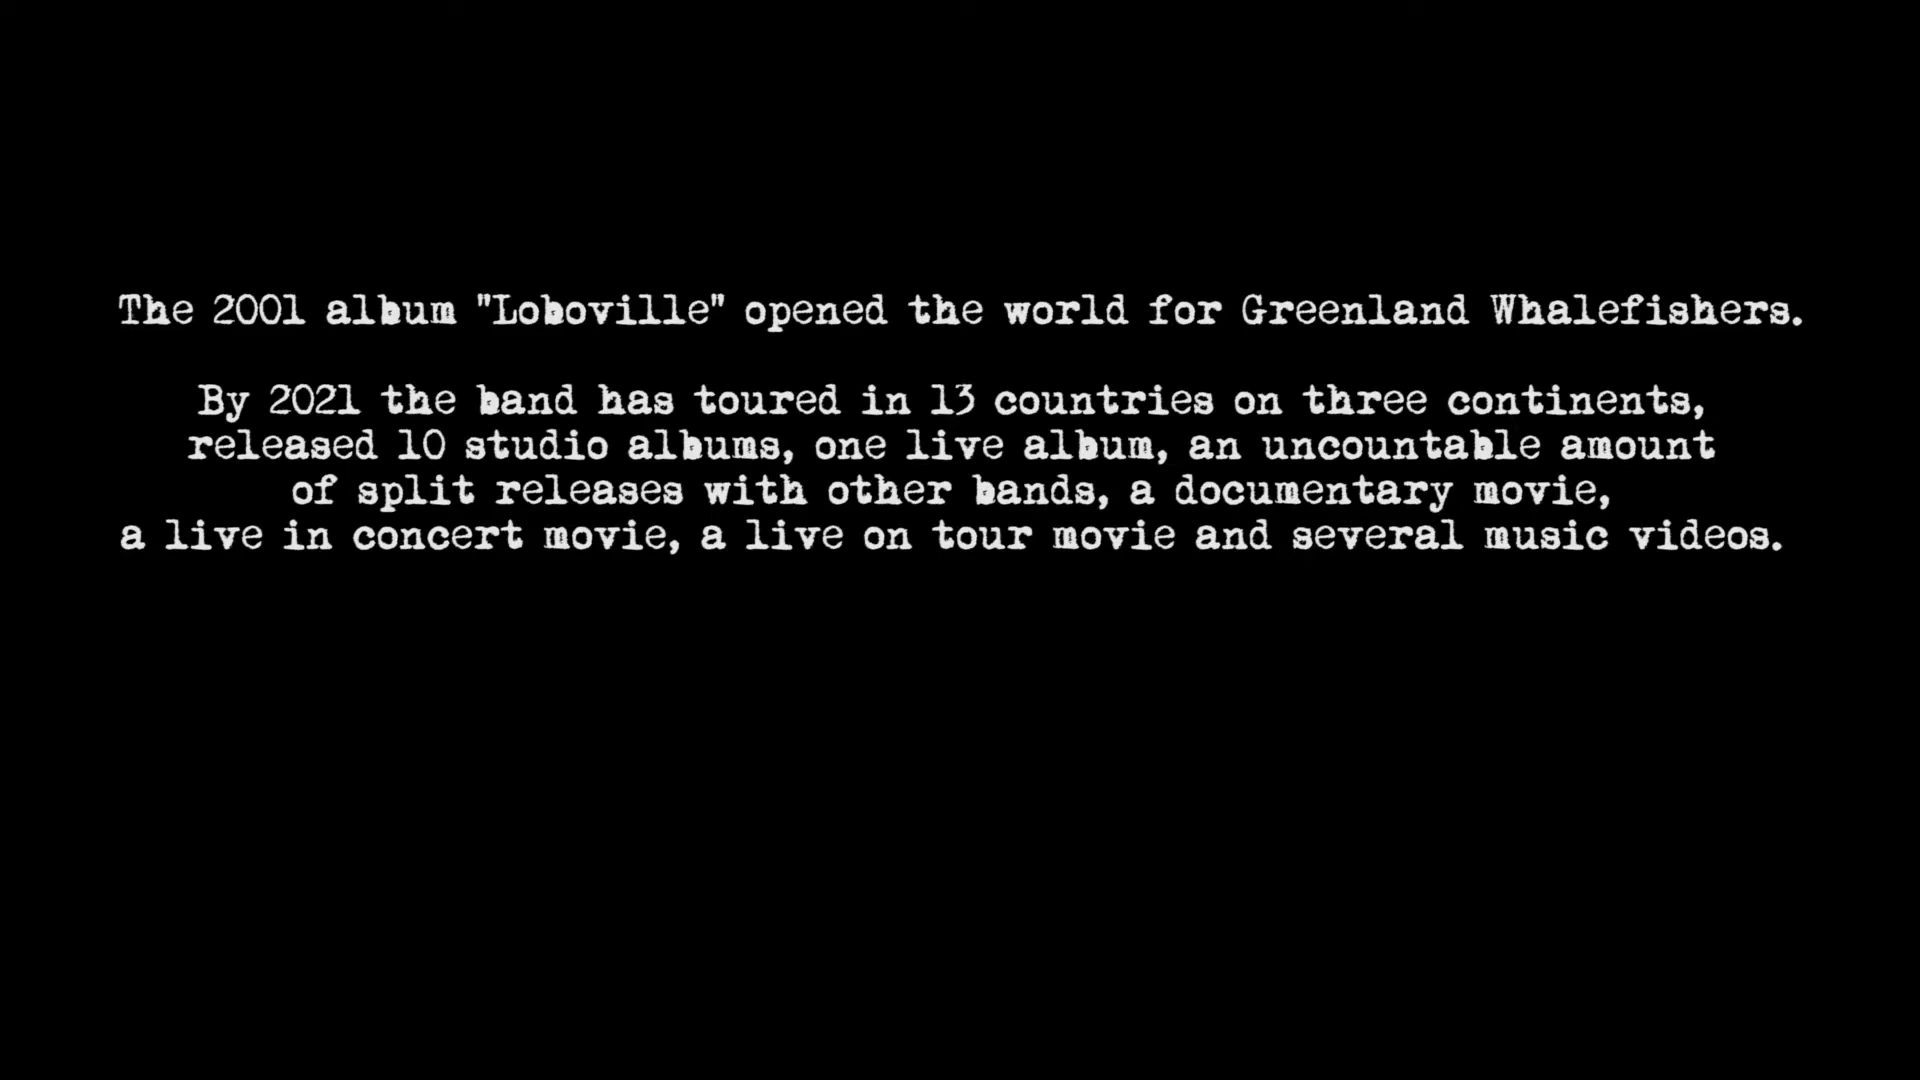 The 2001 album "Loboville" opened the world for Greenland Whalefishers.
By 2021 the band has toured in 13 countries on three continents,
released 10 studio albums, one live album, an uncountable amount
of split releases with other bands, a documentary movie,
a live in concert movie, a live on tour movie and several music videos.